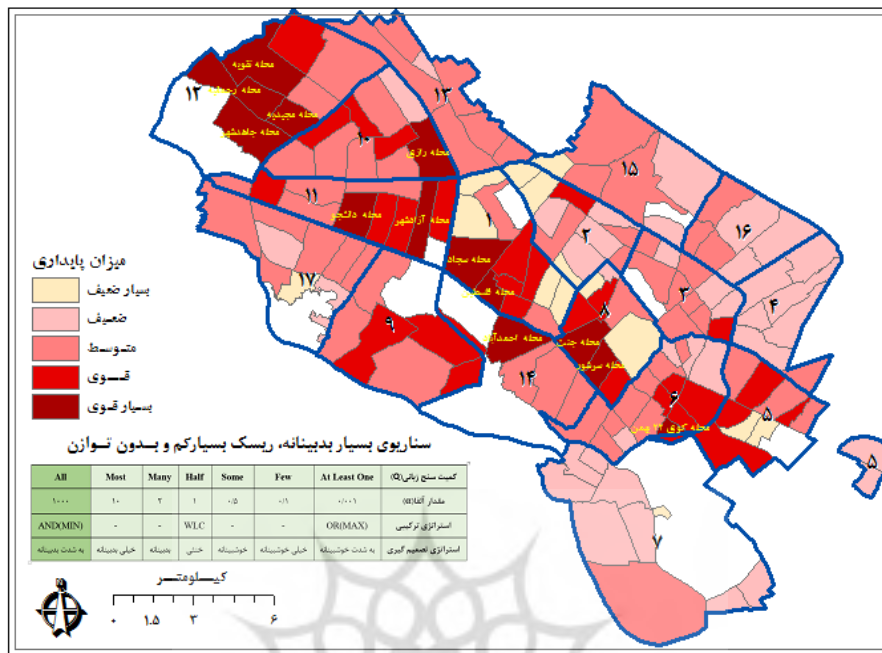 محله نقویه
۱۲
محله مجیدیه
محله جاهدشهر
۱۳
۱۰
محله رازی
۱۱
محله دانشجو
محله آزادشهر
۱
محله سجاد
محله فلسطین
۱۵
۲
۱۶
۳
۴
۱۷
۹
محله احمدآباد
۸
محله جنت
محله سرشور
۱۴
۶
محله کوی ۲۲ بهمن
۵
۵
۷
میزان پایداری
بسیار ضعیف
ضعیف
متوسط
قوی
بسیار قوی
سناریوی بسیار بدبینانه، ریسک بسیارکم و بدون توازن
کمیت سنج زبانی(Q) At Least One Few Some Half Many Most All
مقدار آلفا(α) ۰/۰۰۱ ۰/۱ ۰/۵ ۱ ۲ ۱۰ ۱۰۰۰
استراتژی ترکیبی OR(MAX) - - WLC - - AND(MIN)
استراتژی تصمیم گیری به شدت خوشبینانه خیلی خوشبینانه خوشبینانه خنثی بدبینانه خیلی بدبینانه به شدت بدبینانه
کیلومتر
۰ ۱.۵ ۳ ۶